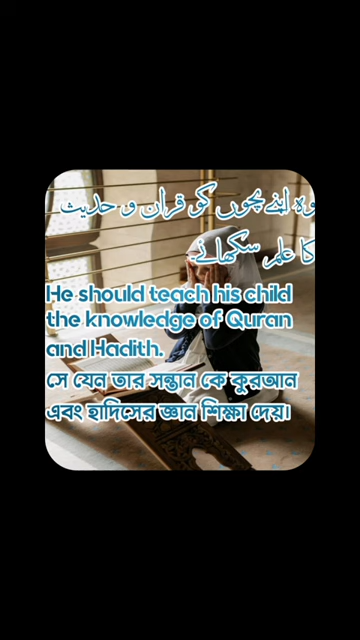 وہ اپنے بچوں کو قرآن و حدیث
کا علم سکھائے۔
He should teach his child
the knowledge of Quran
and Hadith.
সে যেন তার সন্তান কে কুরআন
এবং হাদিসের জ্ঞান শিক্ষা দেয়।